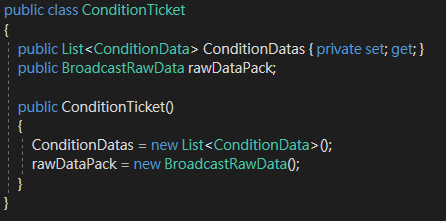 public class ConditionTicket
{
public List<ConditionData> ConditionDatas { private set; get; }
public BroadcastRawData rawDataPack;
public ConditionTicket()
{
ConditionDatas = new List<ConditionData>();
rawDataPack = new BroadcastRawData();
}
}